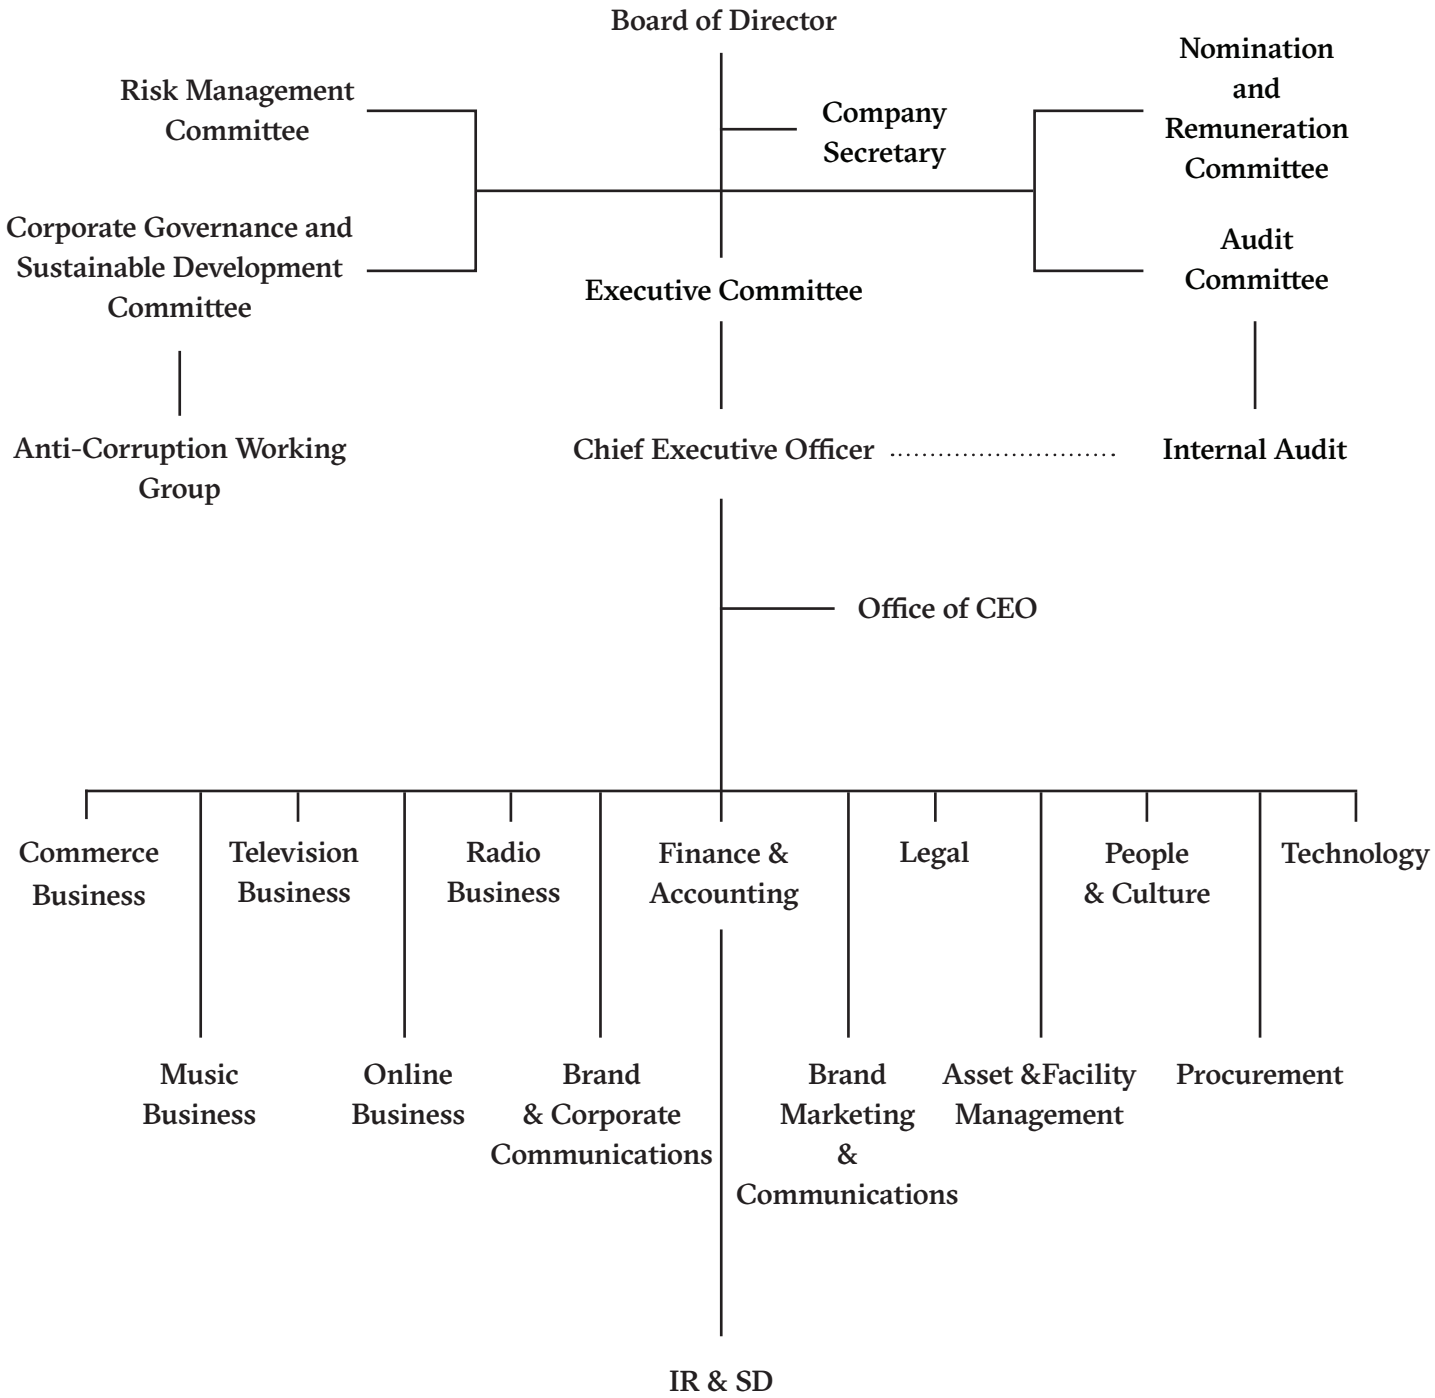 Board of Director
Risk Management
Committee
Company
Secretary
Nomination
and
Remuneration
Committee
Corporate Governance and
Sustainable Development
Committee
Executive Committee
Audit
Committee
Anti-Corruption Working
Group
Chief Executive Officer
Internal Audit
Office of CEO
Commerce
Business
Television
Business
Radio
Business
Finance &
Accounting
Legal
People
& Culture
Technology
Music
Business
Online
Business
Brand
& Corporate
Communications
Brand
Marketing
&
Communications
Asset &Facility
Management
Procurement
IR & SD